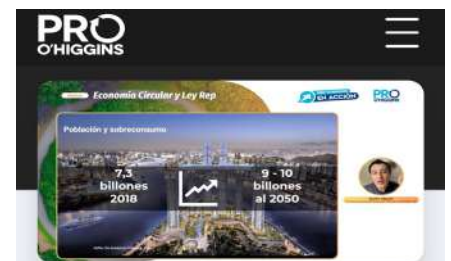 PRO
O'HIGGINS
Economía Circular y Ley Rep
EN ACCIÓN
PRO
Población y sobreconsumo
7,3
billones
2018
9 - 10
billones
al 2050